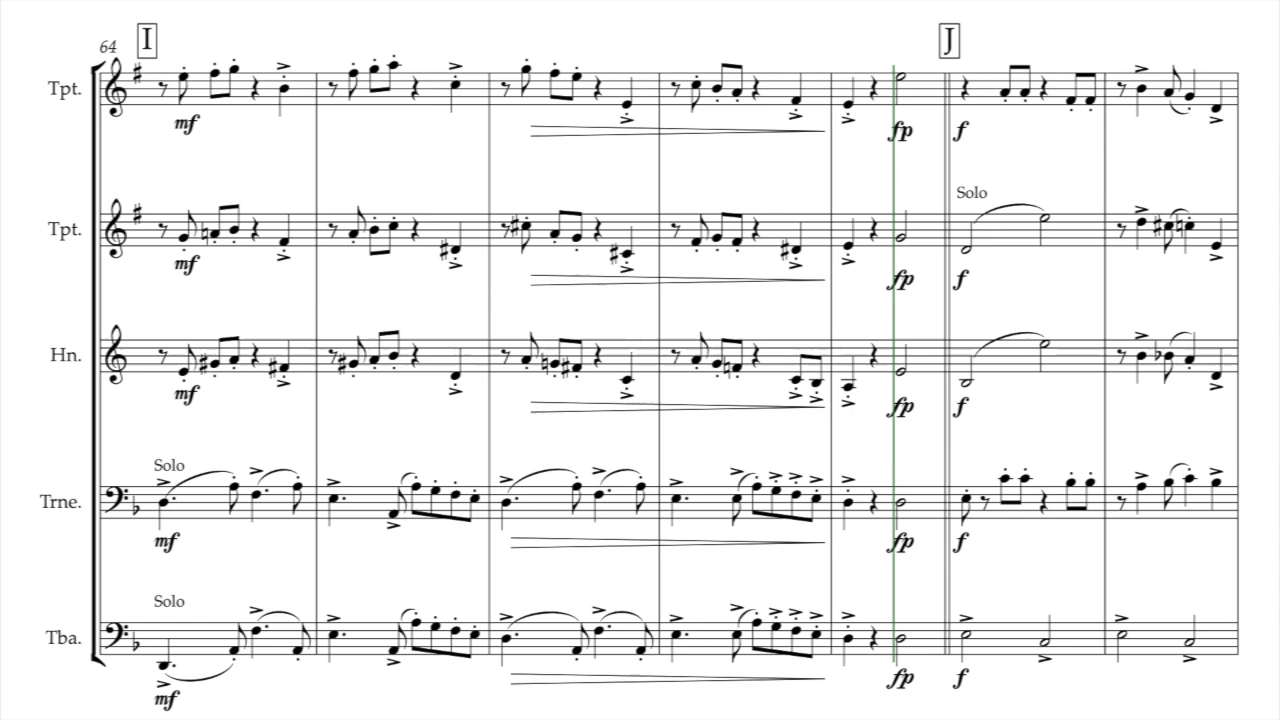 64 I J
Tpt.
mf fp f
Solo
Tpt.
mf fp f
Hn.
mf fp f
Solo
Trne.
mf fp f
Solo
Tba.
mf fp f